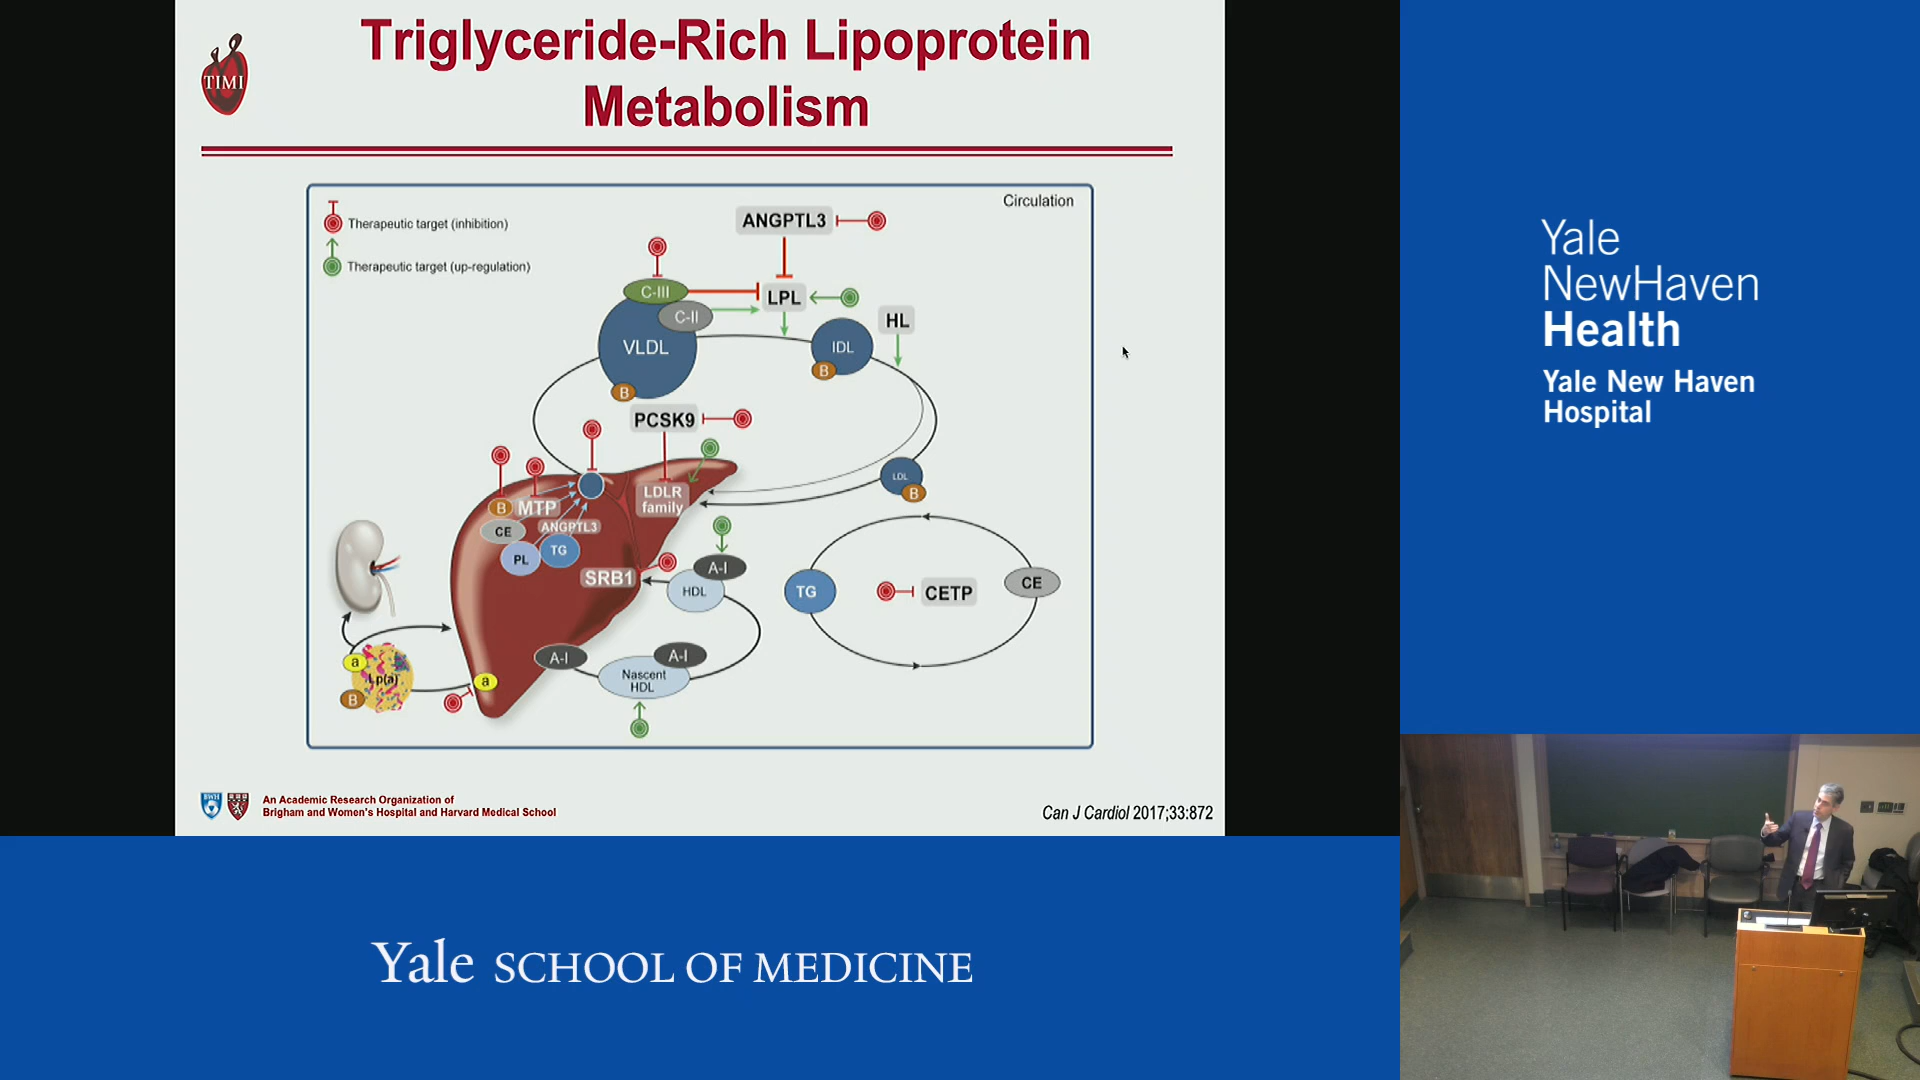 Triglyceride-Rich Lipoprotein
Metabolism
TIMI
Circulation
Therapeutic target (inhibition)
Therapeutic target (up-regulation)
ANGPTL3
C-III
LPL
C-II
HL
VLDL
IDL
B
B
PCSK9
LDL
B
LDLR
family
B
MTP
CE
ANGPTL3
PL
TG
SRB1
A-I
HDL
TG
CETP
CE
A-I
A-I
Nascent
HDL
a
Lp(a)
B
a
BWH
An Academic Research Organization of
Brigham and Women's Hospital and Harvard Medical School
Can J Cardiol 2017;33:872
Yale
NewHaven
Health
Yale New Haven
Hospital
Yale SCHOOL OF MEDICINE